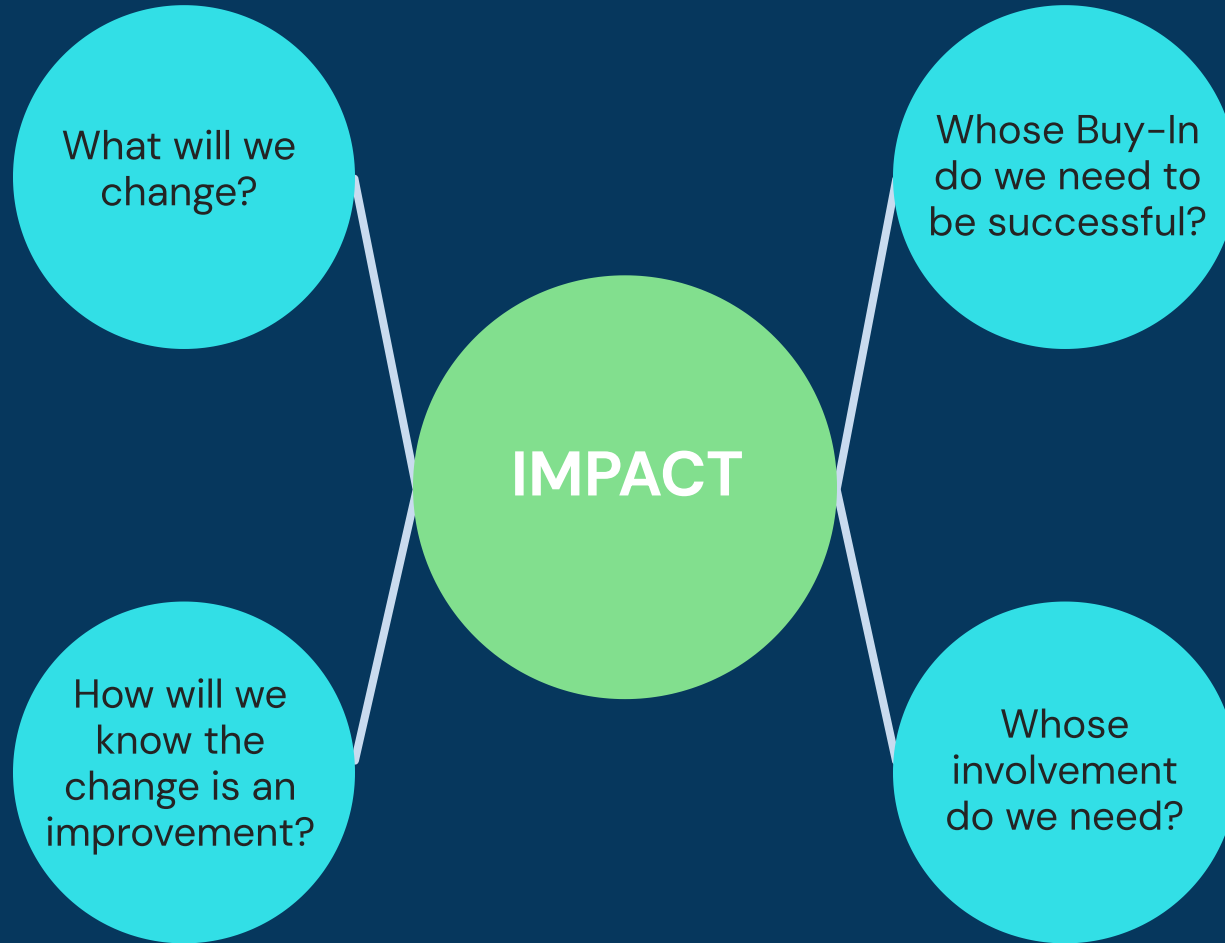 What will we
change?
Whose Buy-In
do we need to
be successful?
IMPACT
How will we
know the
change is an
improvement?
Whose
involvement
do we need?